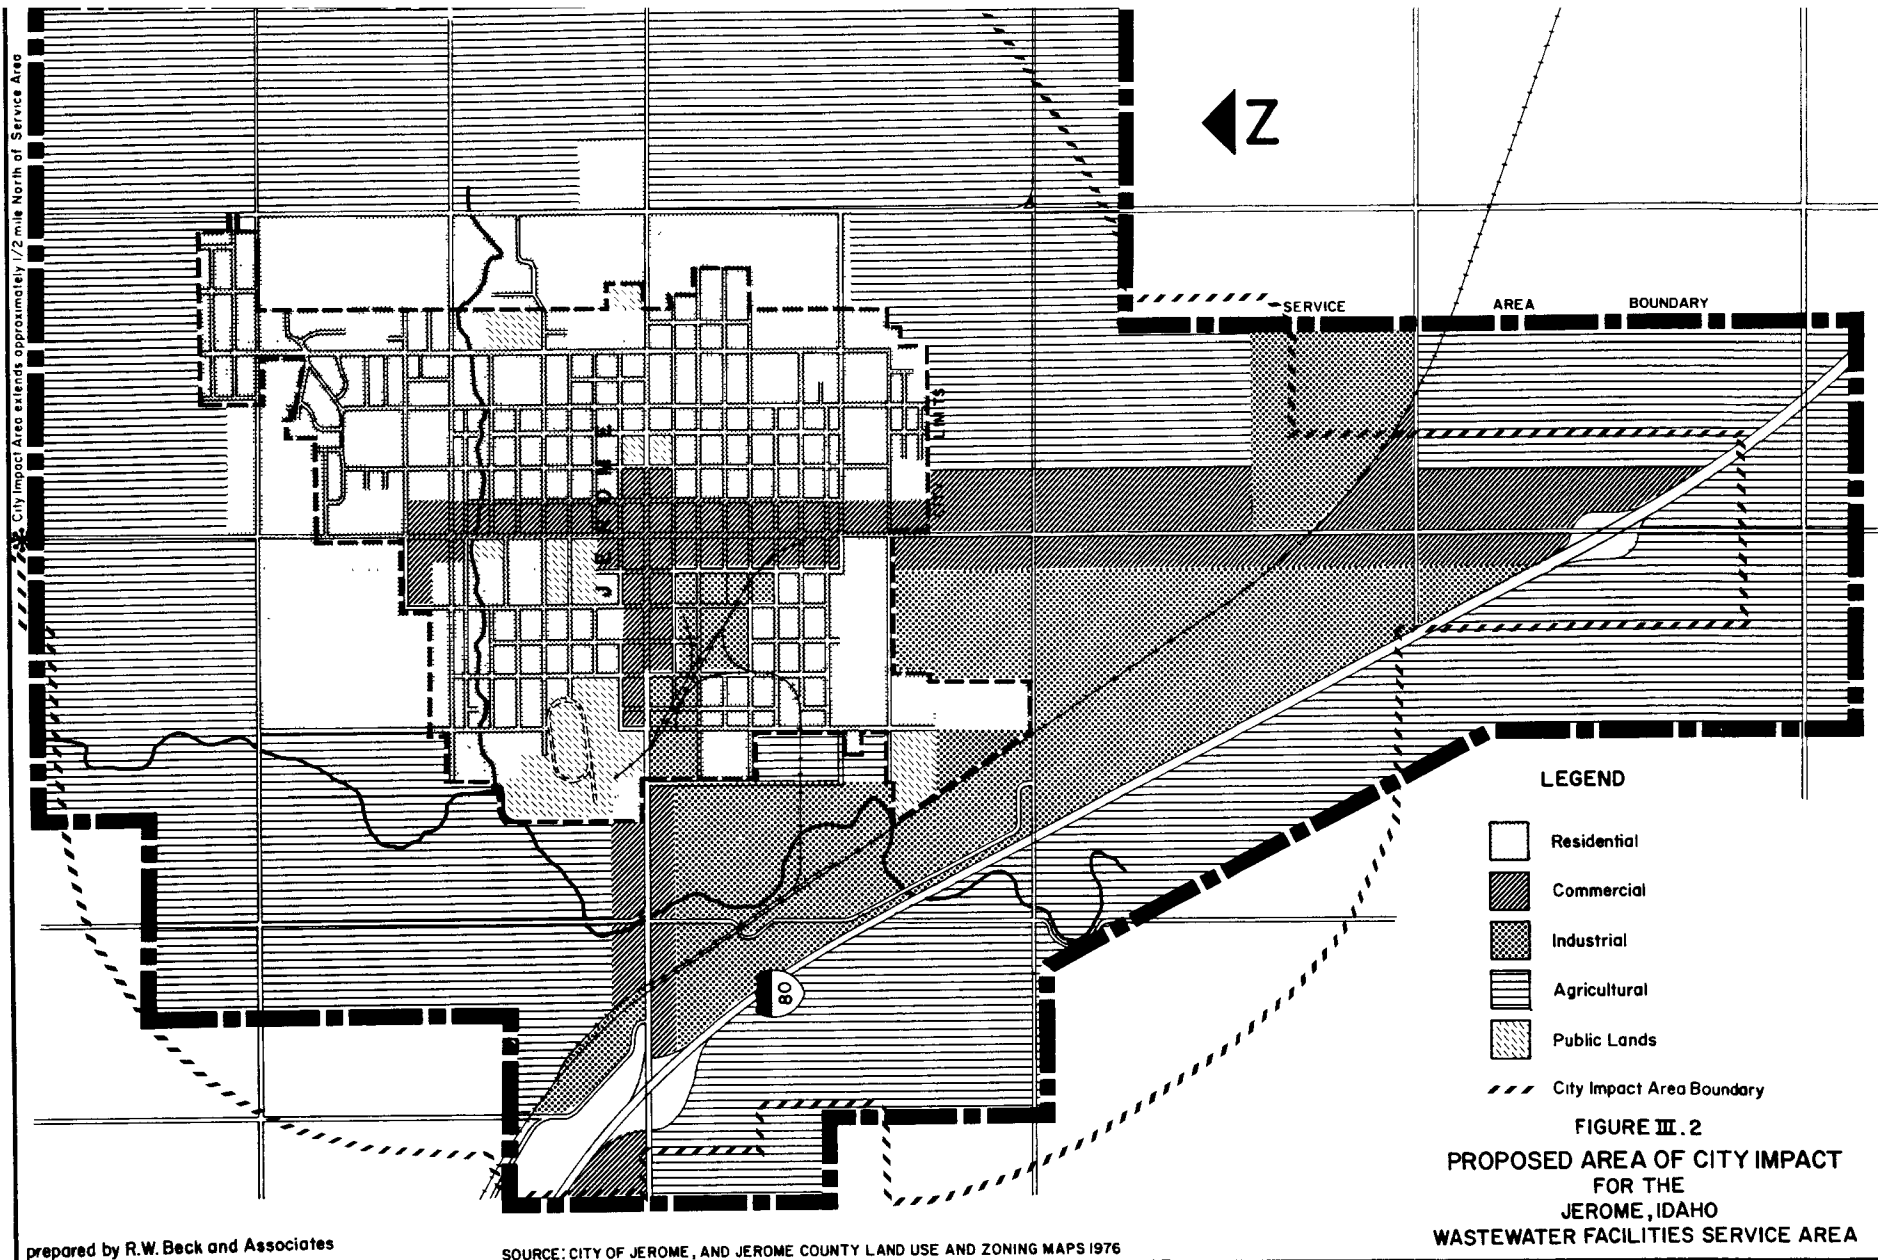 City Impact Area extends approximately 1/2 mile North of Service Area
Z
SERVICE AREA BOUNDARY
CITY LIMITS
JEROME
80
LEGEND
Residential
Commercial
Industrial
Agricultural
Public Lands
City Impact Area Boundary
FIGURE III.2
PROPOSED AREA OF CITY IMPACT
FOR THE
JEROME, IDAHO
WASTEWATER FACILITIES SERVICE AREA
prepared by R.W. Beck and Associates
SOURCE: CITY OF JEROME, AND JEROME COUNTY LAND USE AND ZONING MAPS 1976